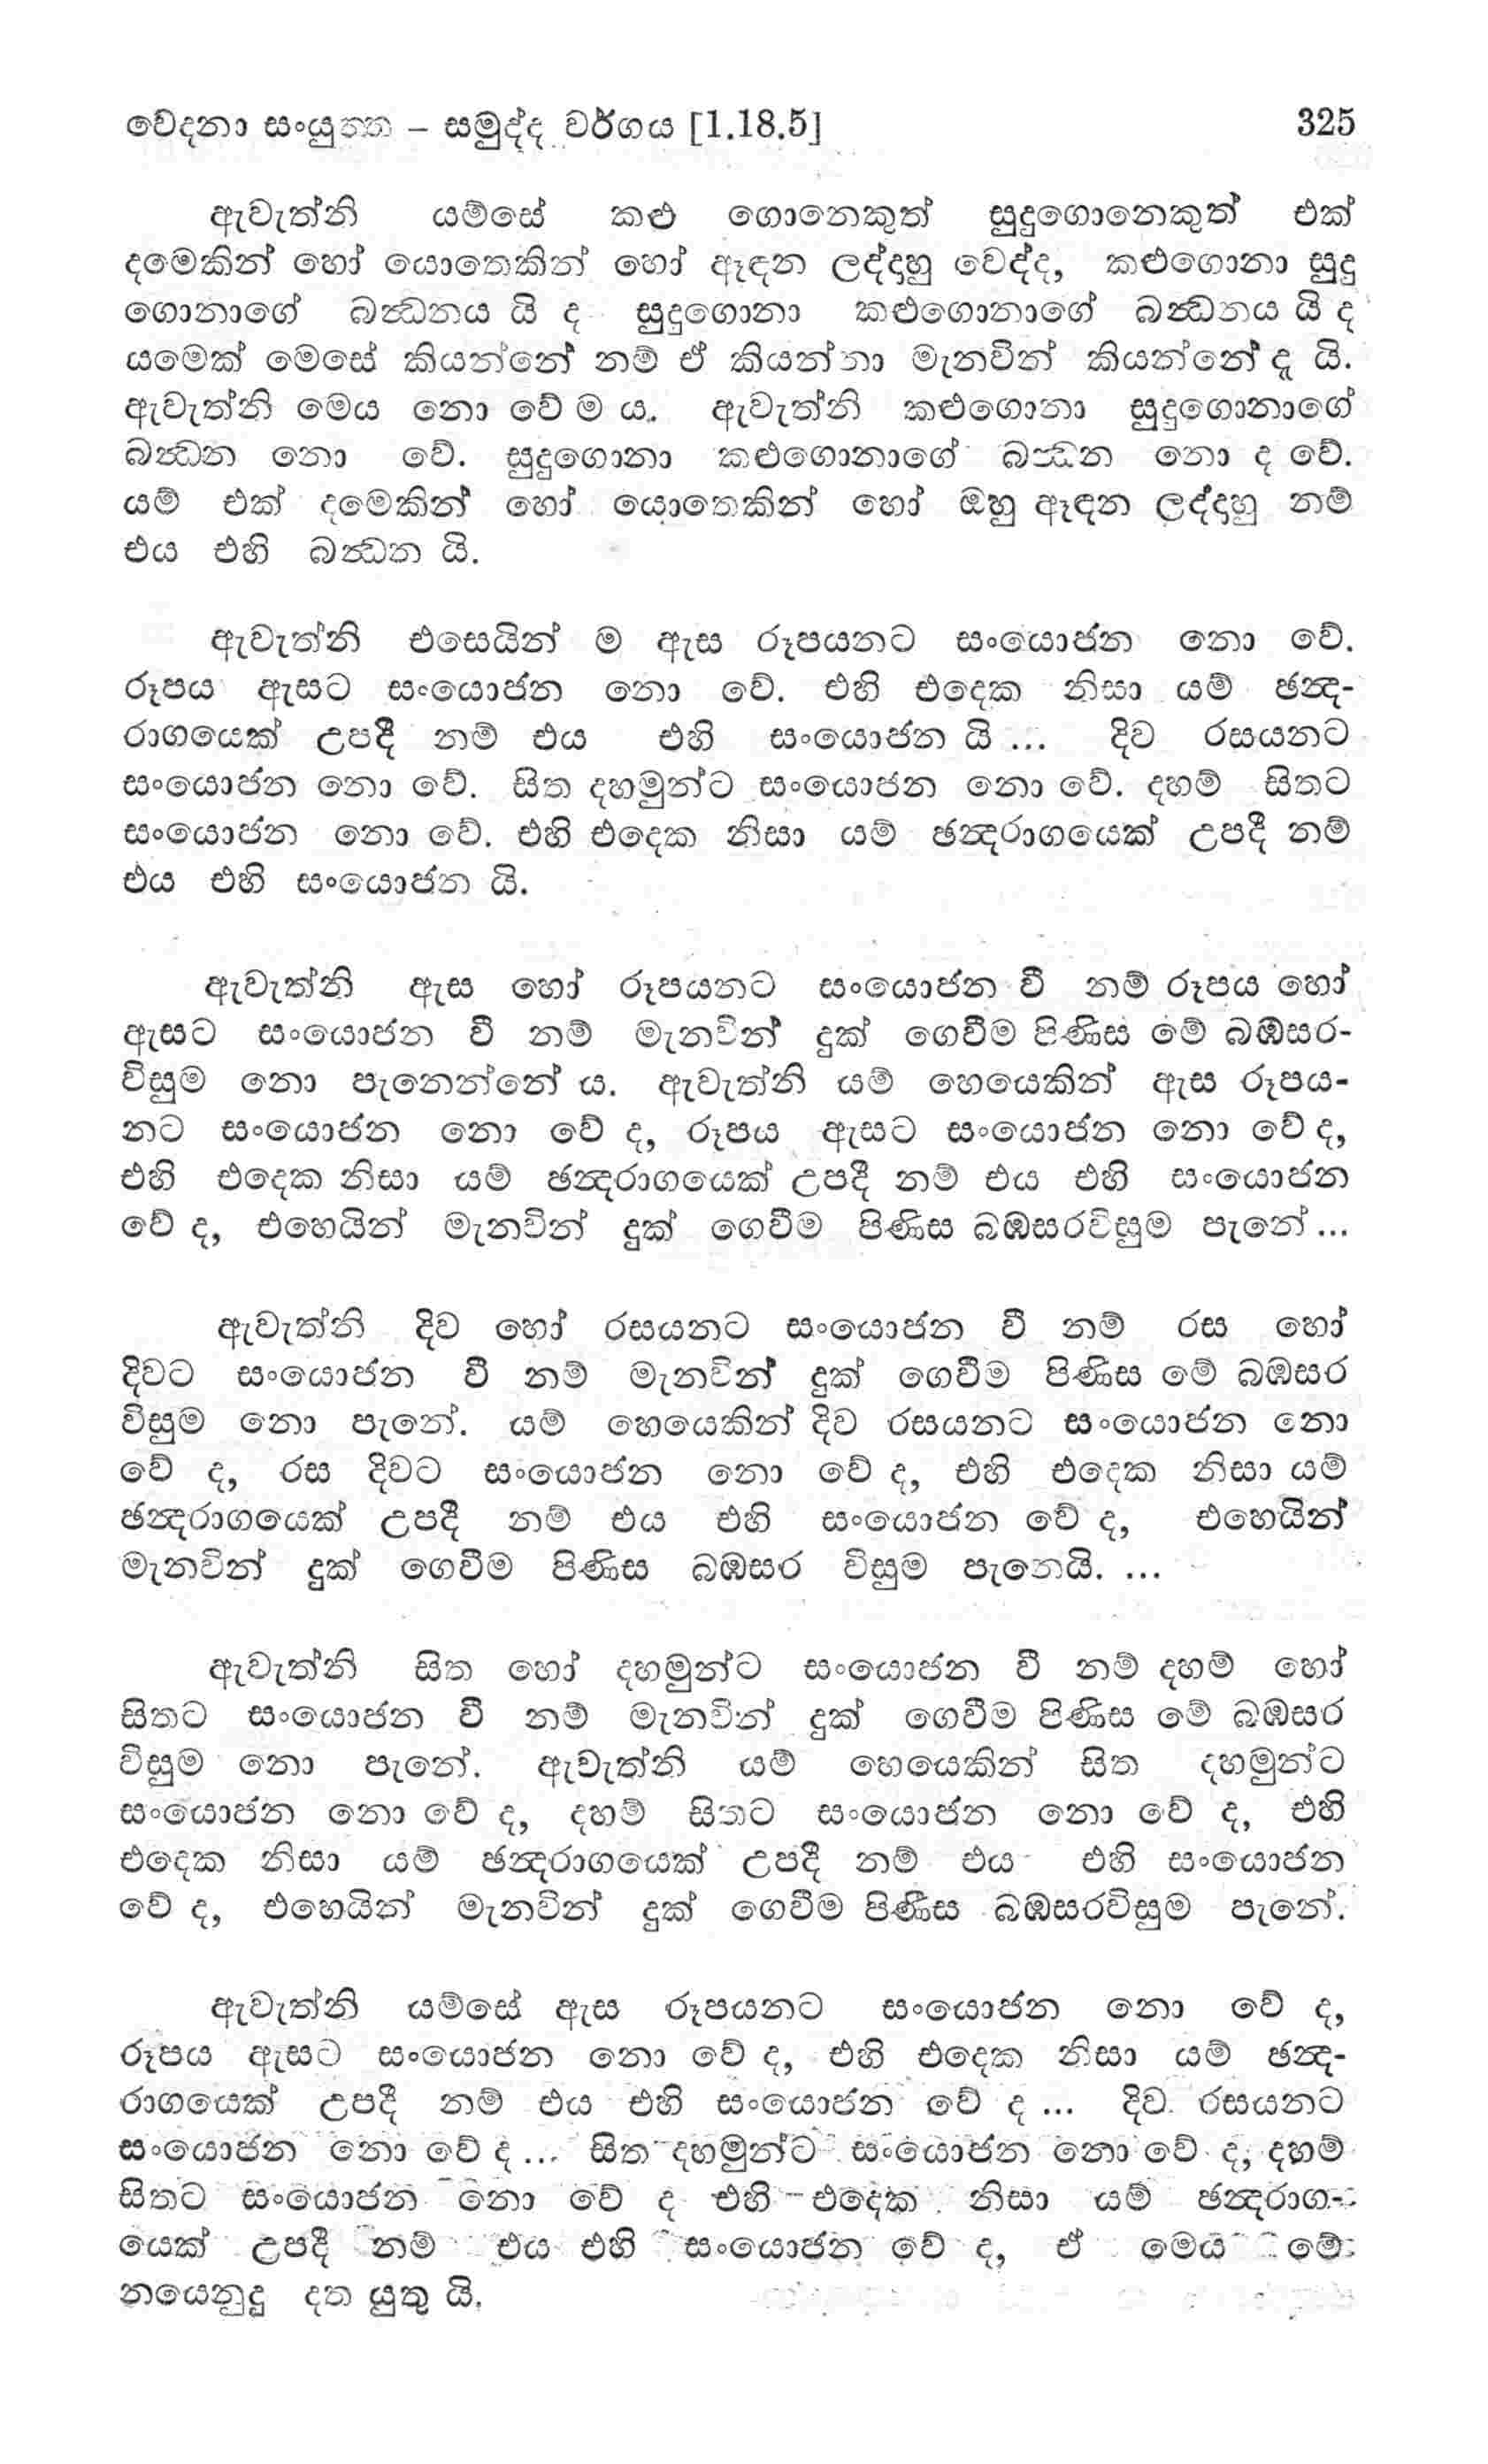 වේදනා සංයුත්ත – සමුද්ද වර්ගය [1.18.5] 325
ඇවැත්නි යම්සේ කළු ගොනෙකුත් සුදුගොනෙකුත් එක්
දමෙකින් හෝ යොතෙකින් හෝ ඈඳන ලද්දාහු වෙද්ද, කළුගොනා සුදු
ගොනාගේ බන්ධනය යි ද සුදුගොනා කළුගොනාගේ බන්ධනය යි ද
යමෙක් මෙසේ කියන්නේ නම් ඒ කියන්නා මැනවින් කියන්නේ දැ යි.
ඇවැත්නි මෙය නො වේ ම ය. ඇවැත්නි කළුගොනා සුදුගොනාගේ
බන්ධන නො වේ. සුදුගොනා කළුගොනාගේ බන්ධන නො ද වේ.
යම් එක් දමෙකින් හෝ යොතෙකින් හෝ ඔහු ඈඳන ලද්දාහු නම්
එය එහි බන්ධන යි.
ඇවැත්නි එසෙයින් ම ඇස රූපයනට සංයොජන නො වේ.
රූපය ඇසට සංයොජන නො වේ. එහි එදෙක නිසා යම් ඡන්ද-
රාගයෙක් උපදී නම් එය එහි සංයොජන යි ... දිව රසයනට
සංයොජන නො වේ. සිත දහමුන්ට සංයොජන නො වේ. දහම් සිතට
සංයොජන නො වේ. එහි එදෙක නිසා යම් ඡන්දරාගයෙක් උපදී නම්
එය එහි සංයොජන යි.
ඇවැත්නි ඇස හෝ රූපයනට සංයොජන වී නම් රූපය හෝ
ඇසට සංයොජන වී නම් මැනවින් දුක් ගෙවීම පිණිස මේ බඹසර-
විසුම නො පැනෙන්නේ ය. ඇවැත්නි යම් හෙයෙකින් ඇස රූපය-
නට සංයොජන නො වේ ද, රූපය ඇසට සංයොජන නො වේ ද,
එහි එදෙක නිසා යම් ඡන්දරාගයෙක් උපදී නම් එය එහි සංයොජන
වේ ද, එහෙයින් මැනවින් දුක් ගෙවීම පිණිස බඹසරවිසුම පැනේ ...
ඇවැත්නි දිව හෝ රසයනට සංයොජන වී නම් රස හෝ
දිවට සංයොජන වී නම් මැනවින් දුක් ගෙවීම පිණිස මේ බඹසර
විසුම නො පැනේ. යම් හෙයෙකින් දිව රසයනට සංයොජන නො
වේ ද, රස දිවට සංයොජන නො වේ ද, එහි එදෙක නිසා යම්
ඡන්දරාගයෙක් උපදී නම් එය එහි සංයොජන වේ ද, එහෙයින්
මැනවින් දුක් ගෙවීම පිණිස බඹසර විසුම පැනෙයි. ...
ඇවැත්නි සිත හෝ දහමුන්ට සංයොජන වී නම් දහම් හෝ
සිතට සංයොජන වී නම් මැනවින් දුක් ගෙවීම පිණිස මේ බඹසර
විසුම නො පැනේ. ඇවැත්නි යම් හෙයෙකින් සිත දහමුන්ට
සංයොජන නො වේ ද, දහම් සිතට සංයොජන නො වේ ද, එහි
එදෙක නිසා යම් ඡන්දරාගයෙක් උපදී නම් එය එහි සංයොජන
වේ ද, එහෙයින් මැනවින් දුක් ගෙවීම පිණිස බඹසරවිසුම පැනේ.
ඇවැත්නි යම්සේ ඇස රූපයනට සංයොජන නො වේ ද,
රූපය ඇසට සංයොජන නො වේ ද, එහි එදෙක නිසා යම් ඡන්ද-
රාගයෙක් උපදී නම් එය එහි සංයොජන වේ ද ... දිව රසයනට
සංයොජන නො වේ ද ... සිත දහමුන්ට සංයොජන නො වේ ද, දහම්
සිතට සංයොජන නො වේ ද එහි එදෙක නිසා යම් ඡන්දරාග-
යෙක් උපදී නම් එය එහි සංයොජන වේ ද, ඒ මෙය මේ
නයෙනුදු දත යුතු යි.